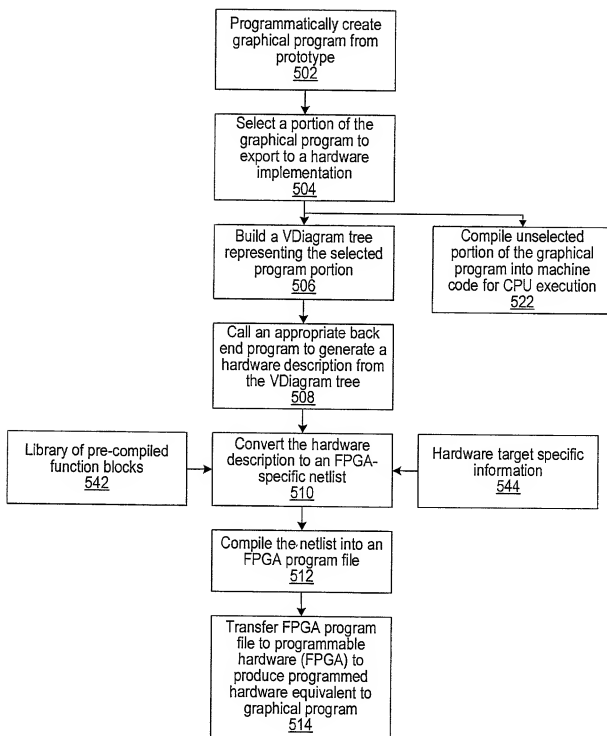 Programmatically create
graphical program from
prototype
502
Select a portion of the
graphical program to
export to a hardware
implementation
504
Build a VDiagram tree
representing the selected
program portion
506
Compile unselected
portion of the graphical
program into machine
code for CPU execution
522
Call an appropriate back
end program to generate a
hardware description from
the VDiagram tree
508
Library of pre-compiled
function blocks
542
Convert the hardware
description to an FPGA-
specific netlist
510
Hardware target specific
information
544
Compile the netlist into an
FPGA program file
512
Transfer FPGA program
file to programmable
hardware (FPGA) to
produce programmed
hardware equivalent to
graphical program
514